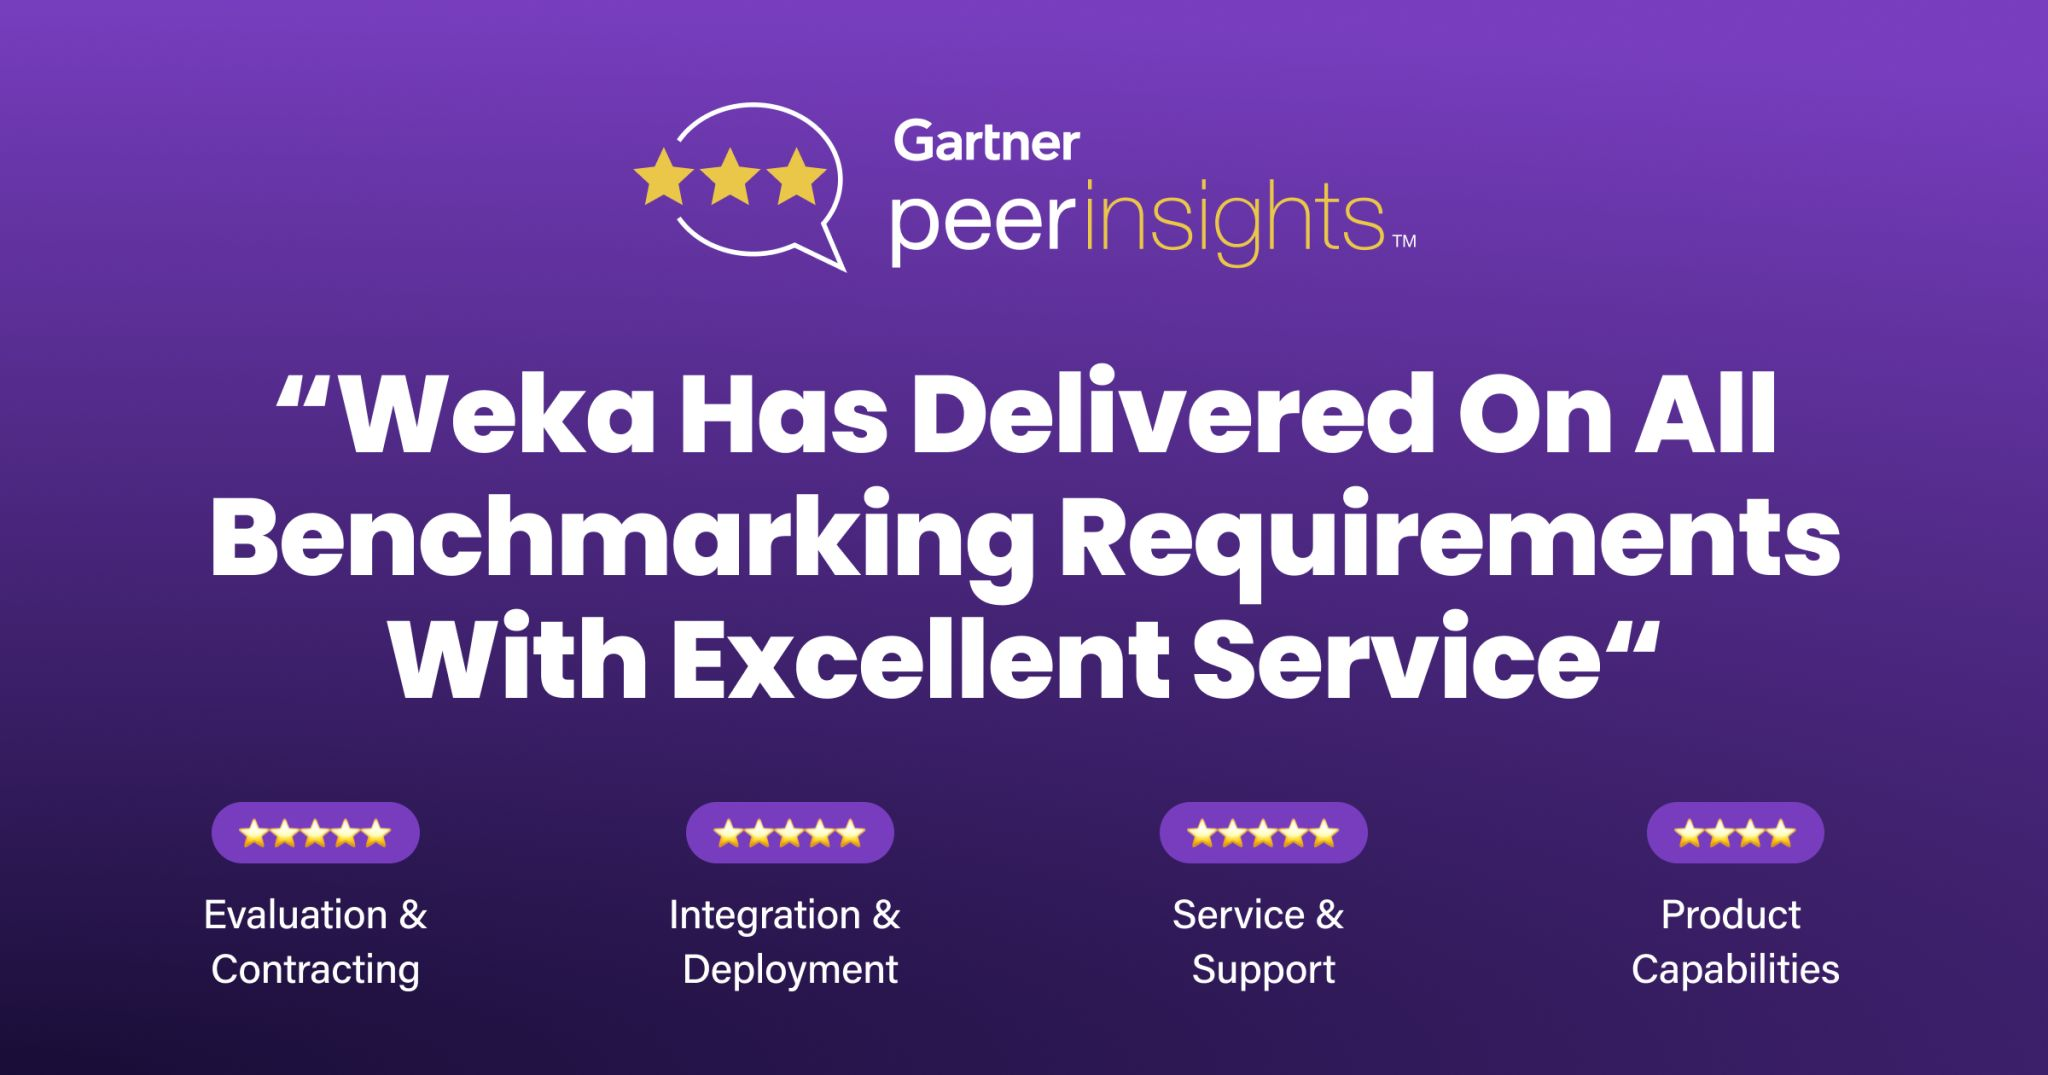 Gartner
peerinsights™
“Weka Has Delivered On All
Benchmarking Requirements
With Excellent Service“
Evaluation &
Contracting
Integration &
Deployment
Service &
Support
Product
Capabilities